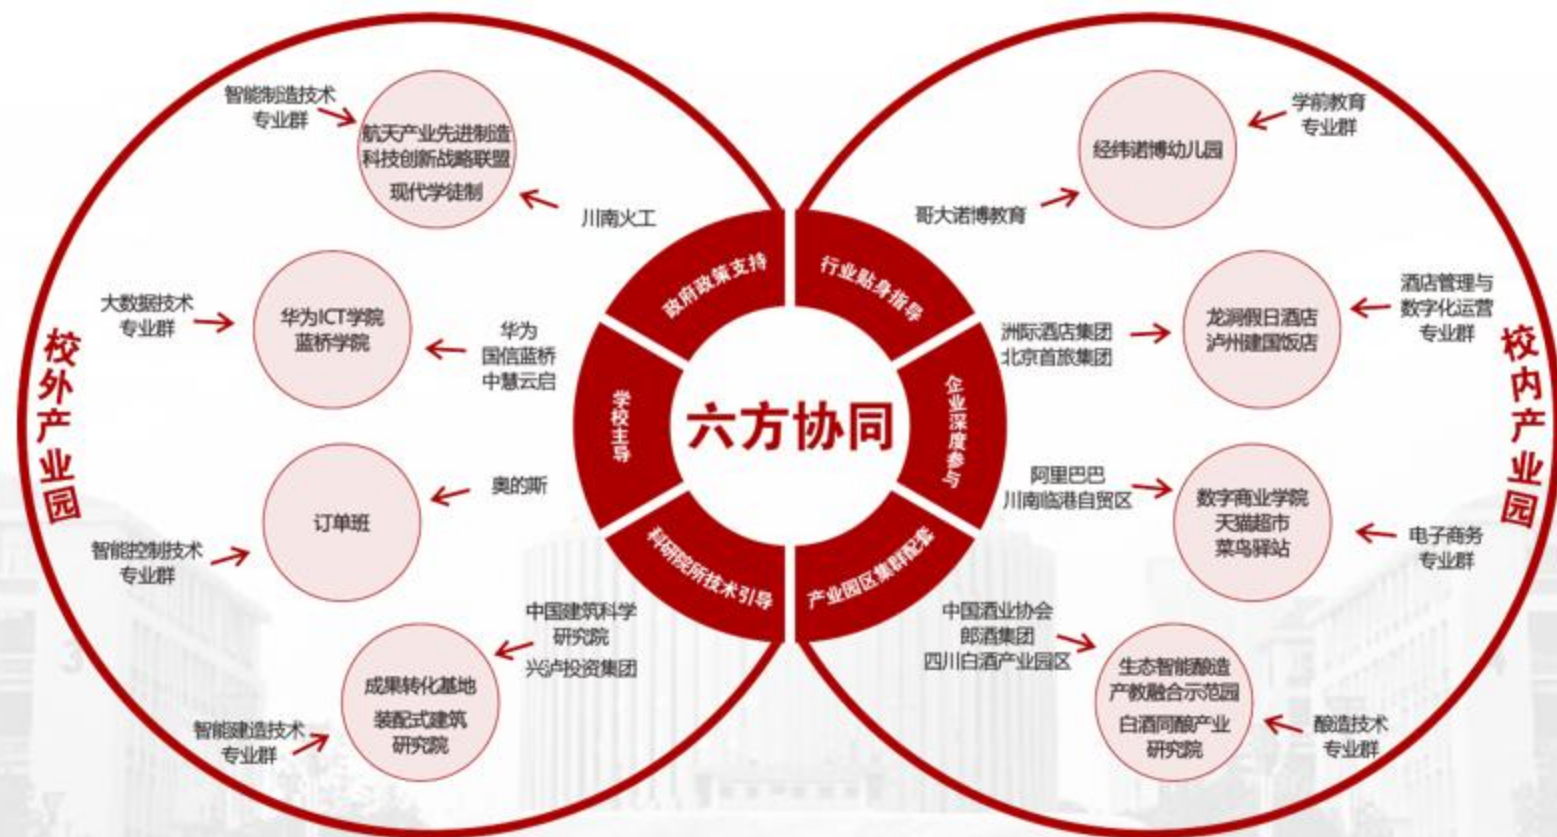 校外产业园
智能制造技术
专业群
航天产业先进制造
科技创新战略联盟
现代学徒制
川南火工
大数据技术
专业群
华为ICT学院
蓝桥学院
华为
国信蓝桥
中慧云启
订单班
奥的斯
智能控制技术
专业群
中国建筑科学
研究院
兴泸投资集团
成果转化基地
装配式建筑
研究院
智能建造技术
专业群
六方协同
政府政策支持
行业贴身指导
学校主导
企业深度参与
科研院所技术引导
产业园区集群配套
校内产业园
学前教育
专业群
经纬诺博幼儿园
哥大诺博教育
酒店管理与
数字化运营
专业群
龙涧假日酒店
泸州建国饭店
洲际酒店集团
北京首旅集团
阿里巴巴
川南临港自贸区
数字商业学院
天猫超市
菜鸟驿站
电子商务
专业群
中国酒业协会
郎酒集团
四川白酒产业园区
生态智能酿造
产教融合示范园
白酒同酿产业
研究院
酿造技术
专业群